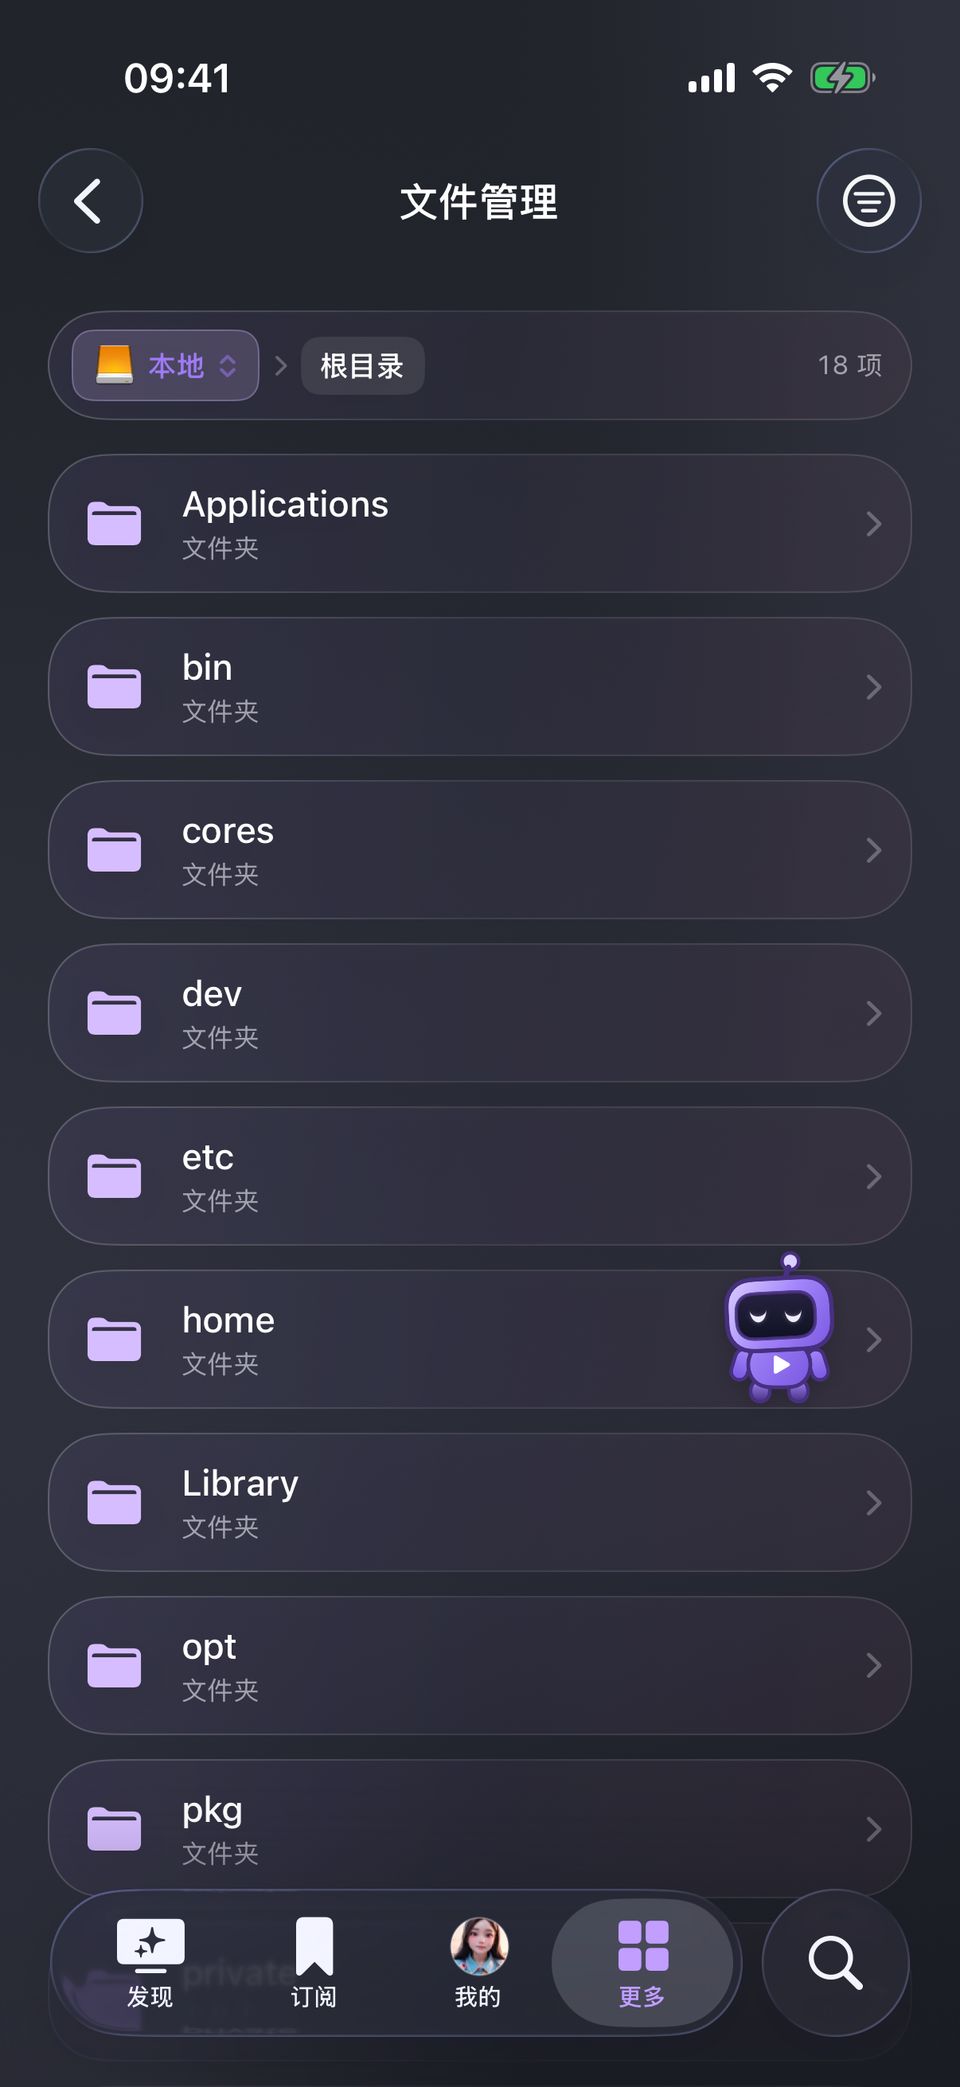 09:41
文件管理
本地
根目录
18 项
Applications
文件夹
bin
文件夹
cores
文件夹
dev
文件夹
etc
文件夹
home
文件夹
Library
文件夹
opt
文件夹
pkg
文件夹
private
发现
订阅
我的
更多